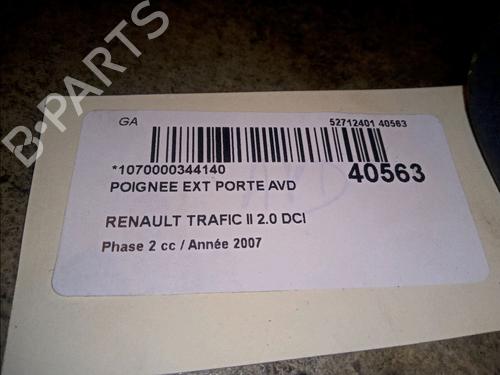 GA
52712401 40563
*1070000344140
40563
POIGNEE EXT PORTE AVD
AVD
RENAULT TRAFIC II 2.0 DCI
Phase 2 cc / Année 2007
B-PARTS